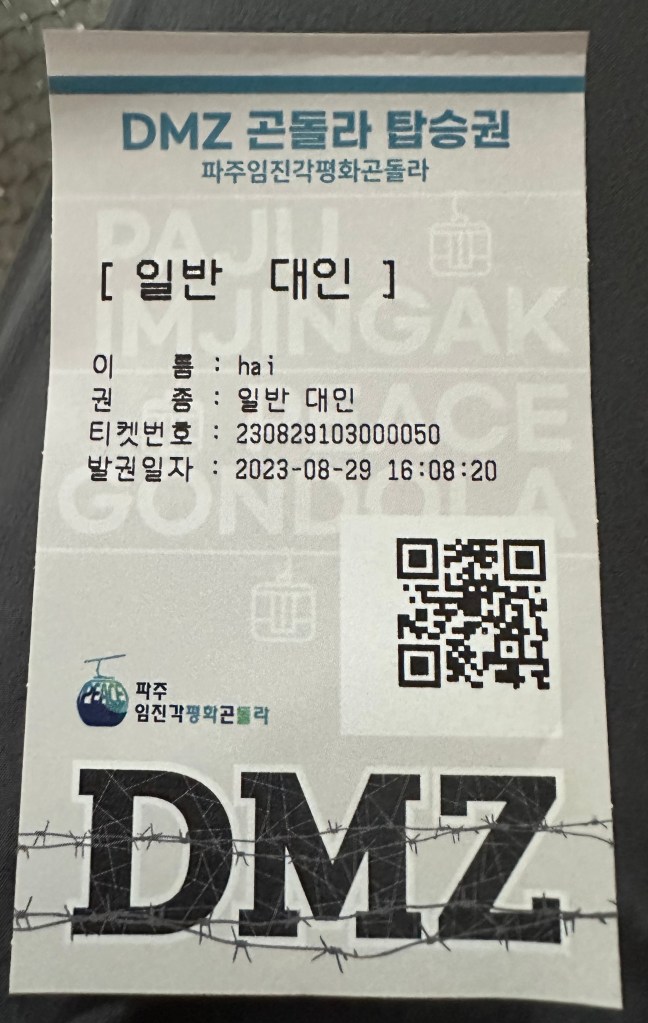 DMZ 곤돌라 탑승권
파주임진각평화곤돌라
PAJU
[ 일반 대인 ]
IMJINGAK
이 름 : hai
권 종 : 일반 대인
PEACE
티켓번호 : 230829103000050
발권일자 : 2023-08-29 16:08:20
GONDOLA
PEACE
파주
임진각평화곤돌라
DMZ